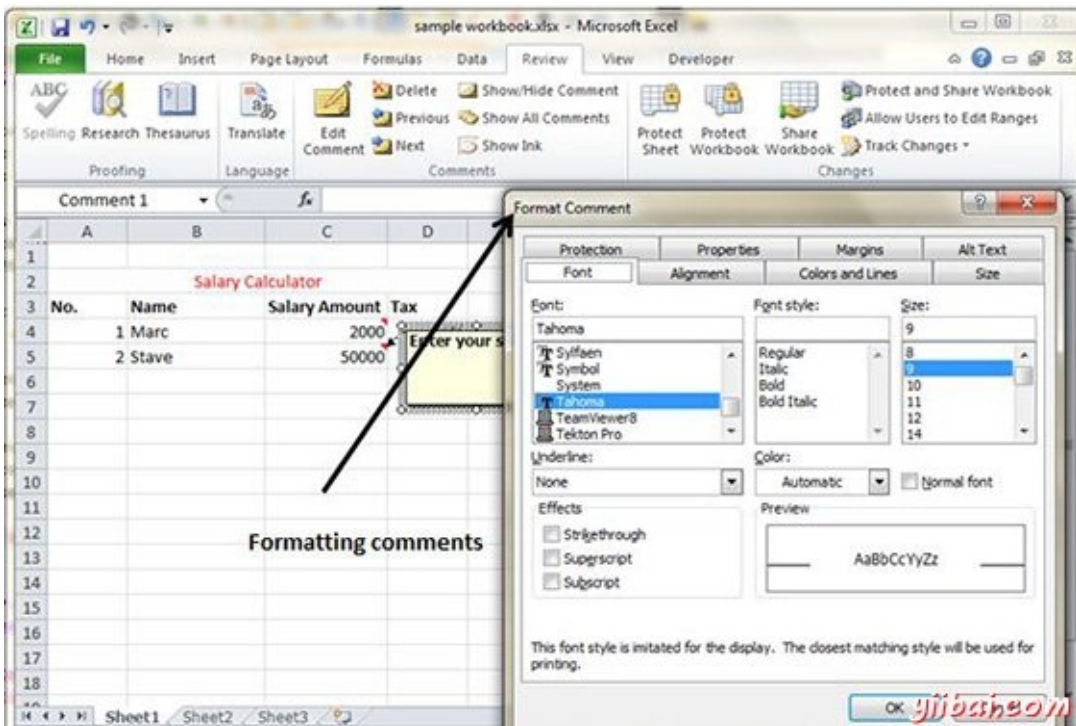 sample workbook.xlsx - Microsoft Excel
File Home Insert Page Layout Formulas Data Review View Developer
ABC
Spelling Research Thesaurus Translate Edit Comment Delete Previous Next Show/Hide Comment Show All Comments Show Ink Protect Sheet Protect Workbook Share Workbook Protect and Share Workbook Allow Users to Edit Ranges Track Changes
Proofing Language Comments Changes
Comment 1 fx
A B C D
1
2 Salary Calculator
3 No. Name Salary Amount Tax
4 1 Marc 2000
5 2 Stave 50000
6
7
8
9
10
11
12
13
14
15
16
17
18
Enter your s
Formatting comments
Sheet1 Sheet2 Sheet3
Format Comment
Protection Properties Margins Alt Text
Font Alignment Colors and Lines Size
Font: Font style: Size:
Tahoma 9
Sylfaen Regular 8
Symbol Italic 9
System Bold 10
Tahoma Bold Italic 11
TeamViewer8 12
Tekton Pro 14
Underline: Color:
None Automatic Normal font
Effects Preview
Strikethrough
Superscript AaBbCcYyZz
Subscript
This font style is imitated for the display. The closest matching style will be used for
printing.
OK
yiibai.com